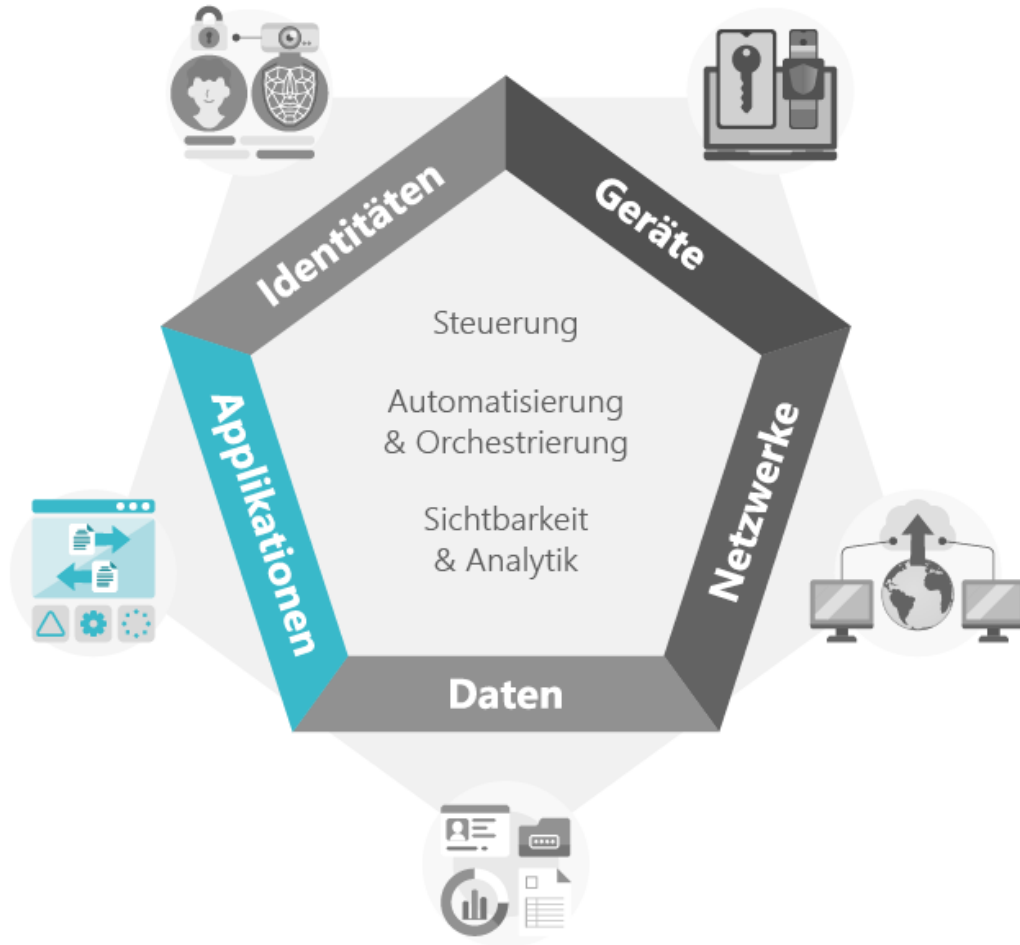 Identitäten
Geräte
Steuerung
Automatisierung
& Orchestrierung
Sichtbarkeit
& Analytik
Applikationen
Netzwerke
Daten